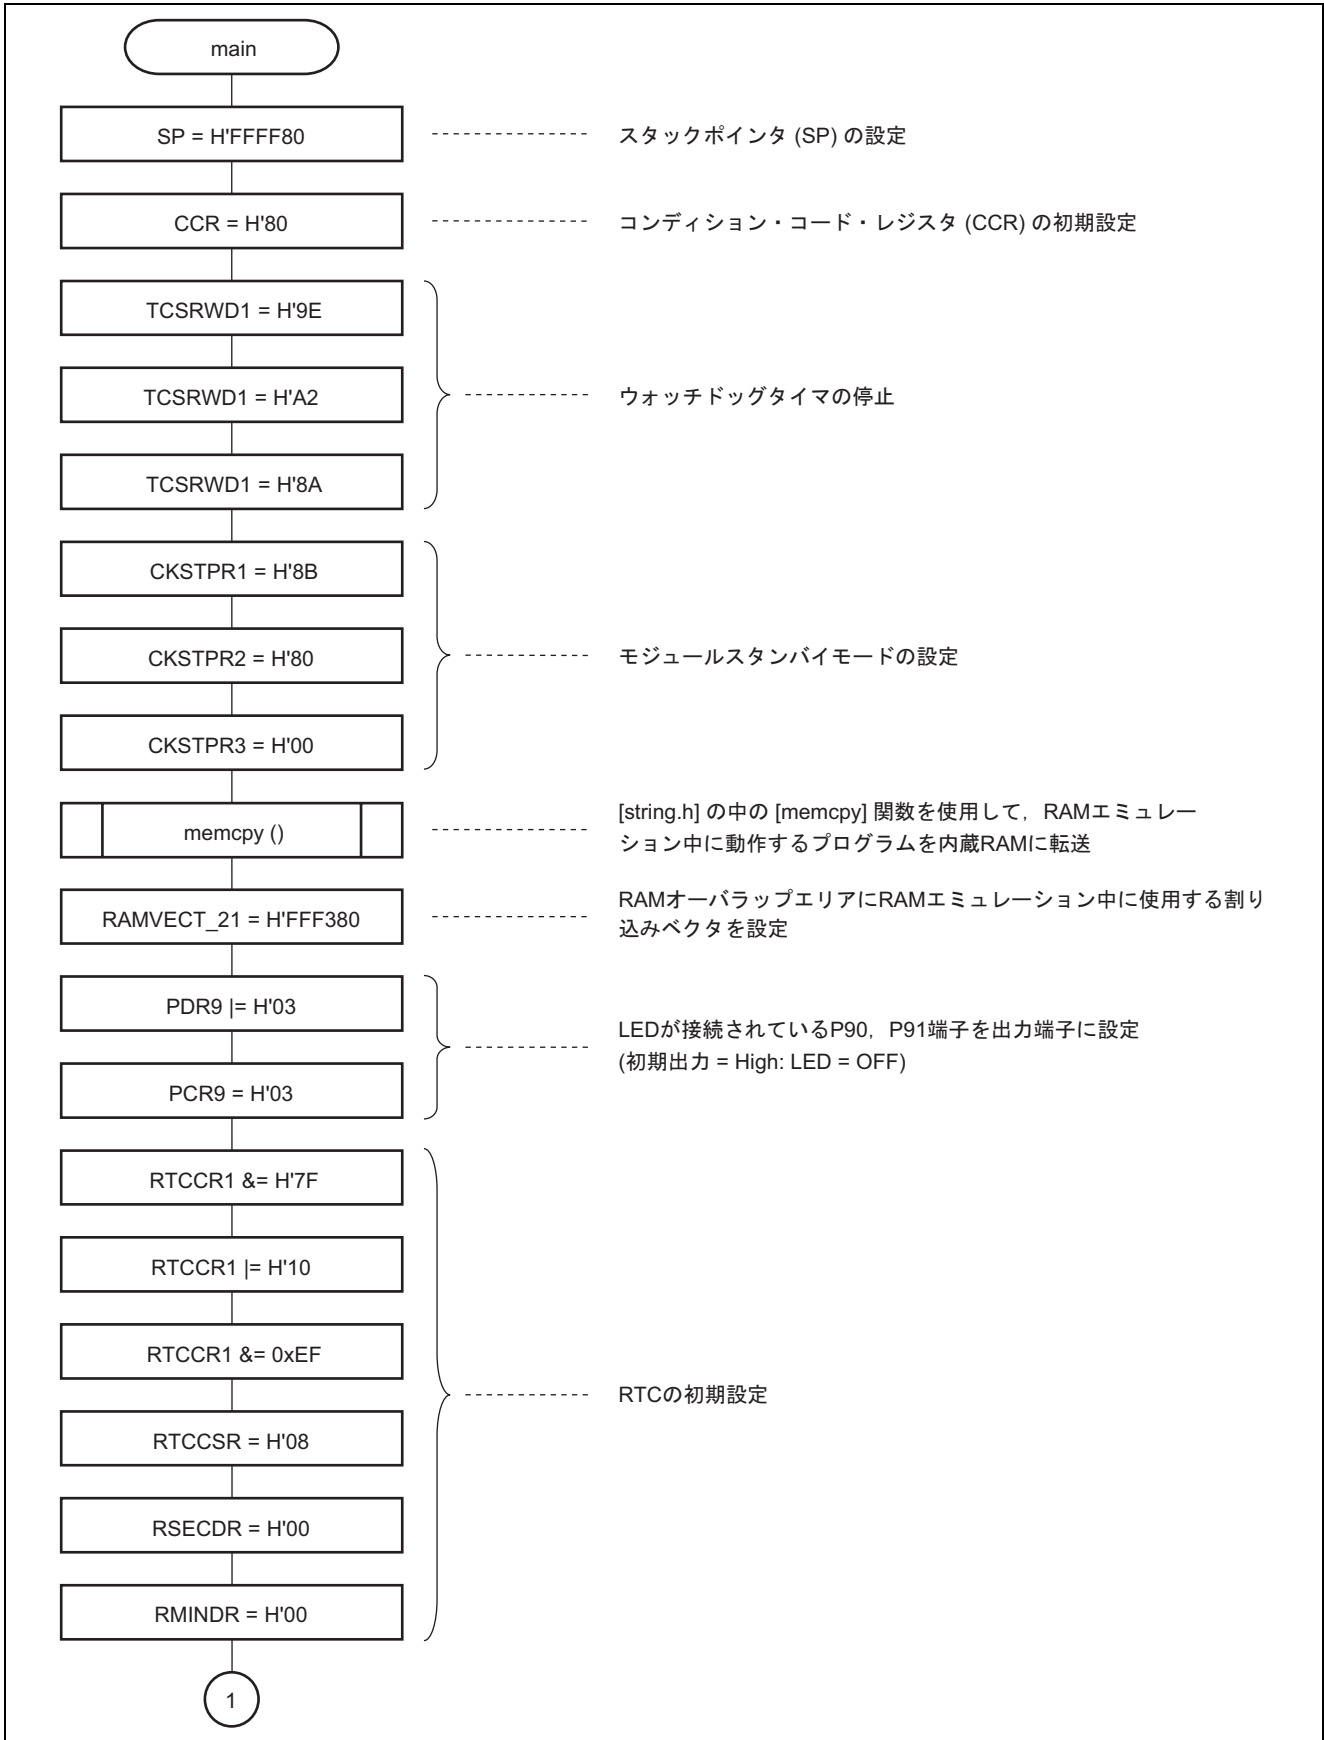 main
SP = H'FFFF80
スタックポインタ (SP) の設定
CCR = H'80
コンディション・コード・レジスタ (CCR) の初期設定
TCSRWD1 = H'9E
TCSRWD1 = H'A2
ウォッチドッグタイマの停止
TCSRWD1 = H'8A
CKSTPR1 = H'8B
CKSTPR2 = H'80
モジュールスタンバイモードの設定
CKSTPR3 = H'00
memcpy ()
[string.h] の中の [memcpy] 関数を使用して，RAMエミュレー
ション中に動作するプログラムを内蔵RAMに転送
RAMVECT_21 = H'FFF380
RAMオーバラップエリアにRAMエミュレーション中に使用する割り
込みベクタを設定
PDR9 |= H'03
LEDが接続されているP90，P91端子を出力端子に設定
(初期出力 = High: LED = OFF)
PCR9 = H'03
RTCCR1 &= H'7F
RTCCR1 |= H'10
RTCCR1 &= 0xEF
RTCの初期設定
RTCCSR = H'08
RSECDR = H'00
RMINDR = H'00
1